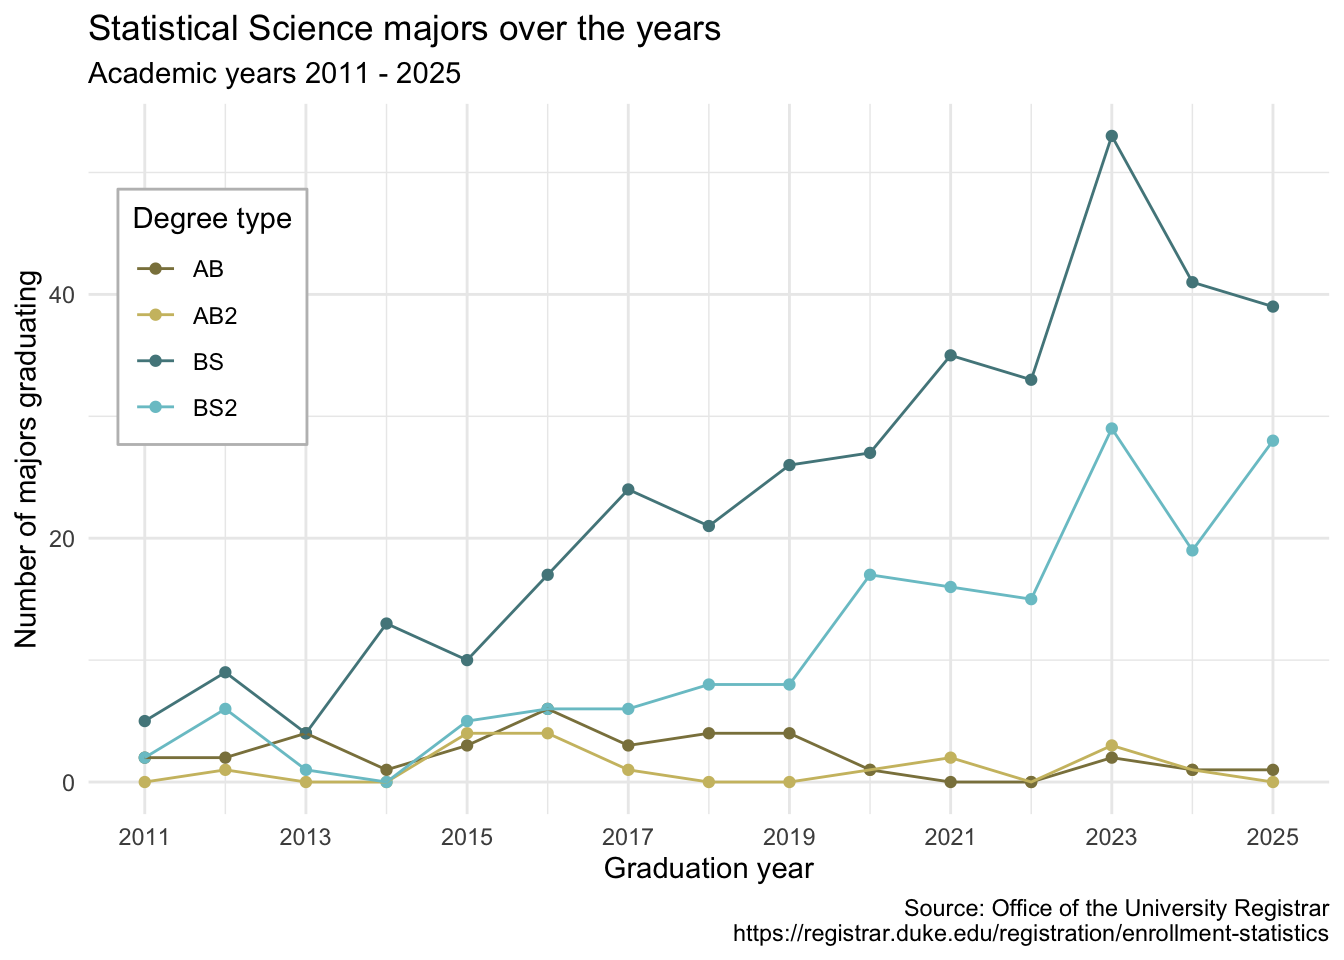 Statistical Science majors over the years
Academic years 2011 - 2025
Number of majors graduating
40
20
0
Degree type
AB
AB2
BS
BS2
2011 2013 2015 2017 2019 2021 2023 2025
Graduation year
Source: Office of the University Registrar
https://registrar.duke.edu/registration/enrollment-statistics